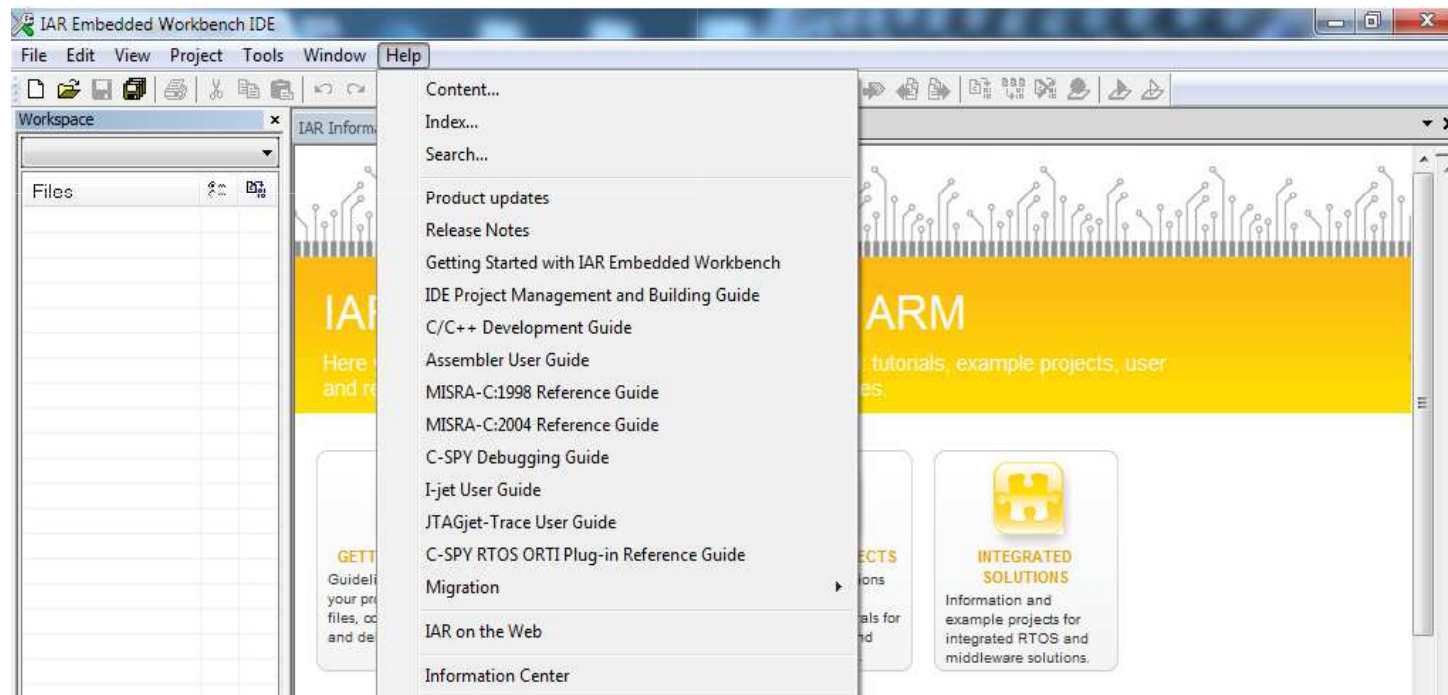 IAR Embedded Workbench IDE
File Edit View Project Tools Window Help
Workspace
Files
IAR Inform
Content...
Index...
Search...
Product updates
Release Notes
Getting Started with IAR Embedded Workbench
IDE Project Management and Building Guide
C/C++ Development Guide
Assembler User Guide
MISRA-C:1998 Reference Guide
MISRA-C:2004 Reference Guide
C-SPY Debugging Guide
I-jet User Guide
JTAGjet-Trace User Guide
C-SPY RTOS ORTI Plug-in Reference Guide
Migration
IAR on the Web
Information Center
IAR ARM
Here : tutorials, example projects, user
and re es.
GETT
Guideli
your pr
files, co
and de
ECTS
ions
als for
nd
INTEGRATED
SOLUTIONS
Information and
example projects for
integrated RTOS and
middleware solutions.